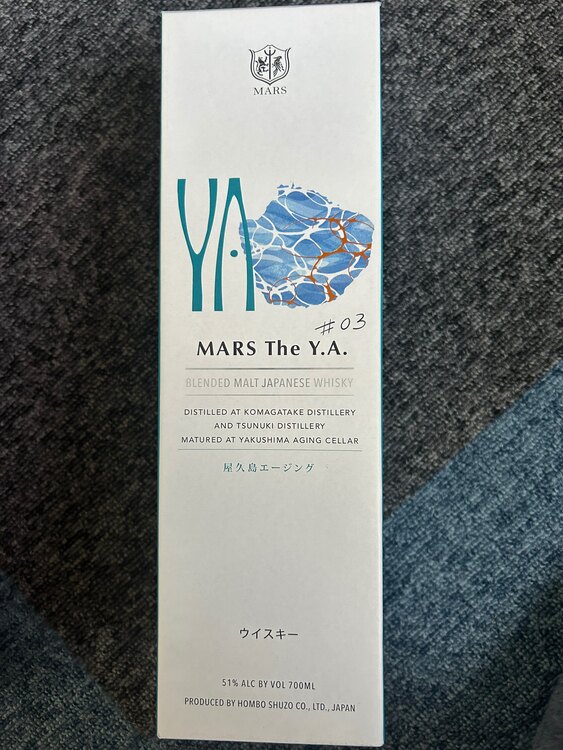 MARS
YA
#03
MARS The Y.A.
BLENDED MALT JAPANESE WHISKY
DISTILLED AT KOMAGATAKE DISTILLERY
AND TSUNUKI DISTILLERY
MATURED AT YAKUSHIMA AGING CELLAR
屋久島エージング
ウイスキー
51% ALC BY VOL 700ML
PRODUCED BY HOMBO SHUZO CO., LTD., JAPAN